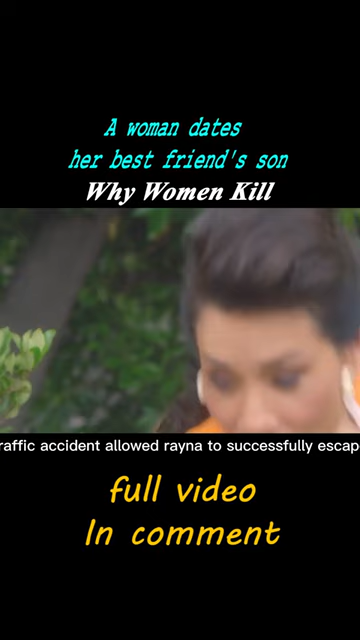 A woman dates
her best friend's son
Why Women Kill
raffic accident allowed rayna to successfully escap
full video
In comment